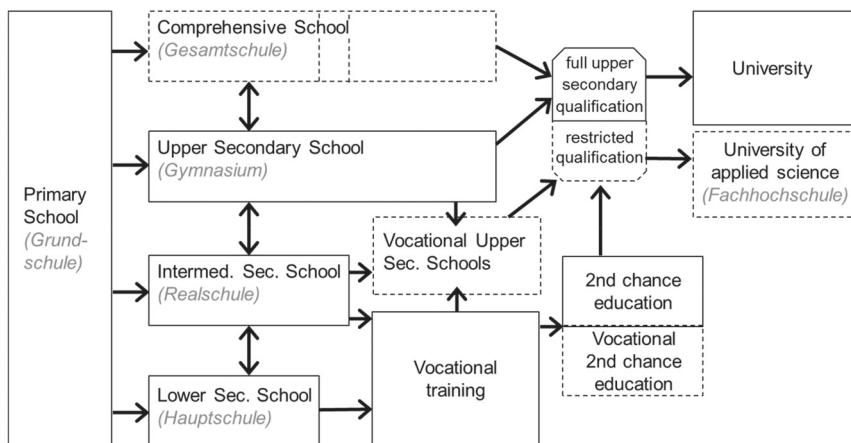 Primary
School
(Grund-
schule)
Comprehensive School
(Gesamtschule)
Upper Secondary School
(Gymnasium)
Intermed. Sec. School
(Realschule)
Lower Sec. School
(Hauptschule)
Vocational Upper
Sec. Schools
Vocational
training
full upper
secondary
qualification
restricted
qualification
2nd chance
education
Vocational
2nd chance
education
University
University of
applied science
(Fachhochschule)